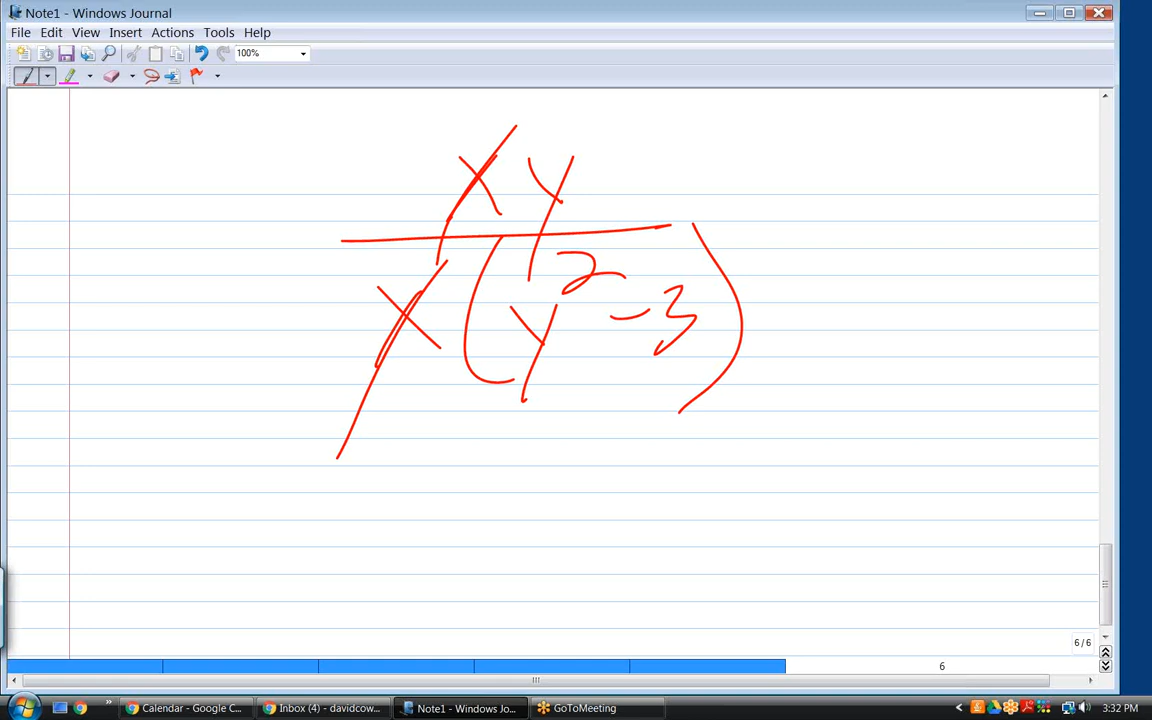 Note1 - Windows Journal
File Edit View Insert Actions Tools Help
100%
xy
x(y² - 3)
6/6
6
Calendar - Google C...
Inbox (4) - davidcow...
Note1 - Windows Jo...
GoToMeeting
3:32 PM